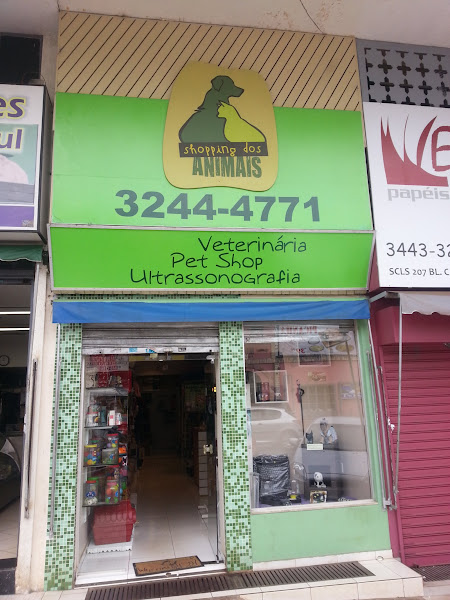 shopping dos
ANIMAIS
3244-4771
Veterinária
Pet Shop
Ultrassonografia
es
ul
papéis
3443-32
SCLS 207 BL. C